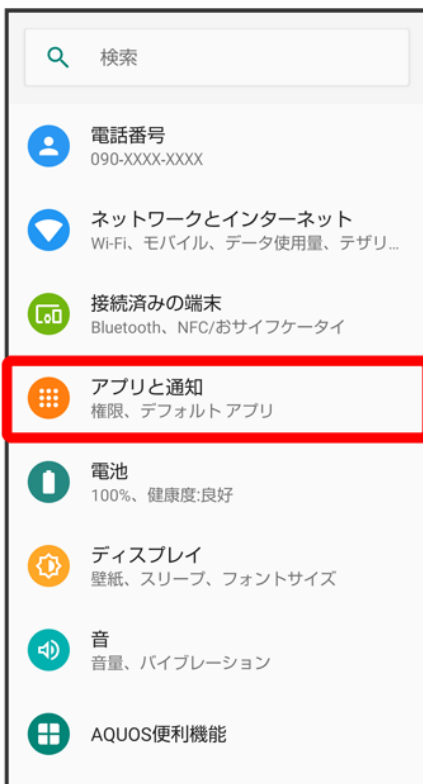 検索
電話番号
090-XXXX-XXXX
ネットワークとインターネット
Wi-Fi、モバイル、データ使用量、テザリ...
接続済みの端末
Bluetooth、NFC/おサイフケータイ
アプリと通知
権限、デフォルト アプリ
電池
100%、健康度:良好
ディスプレイ
壁紙、スリープ、フォントサイズ
音
音量、バイブレーション
AQUOS便利機能